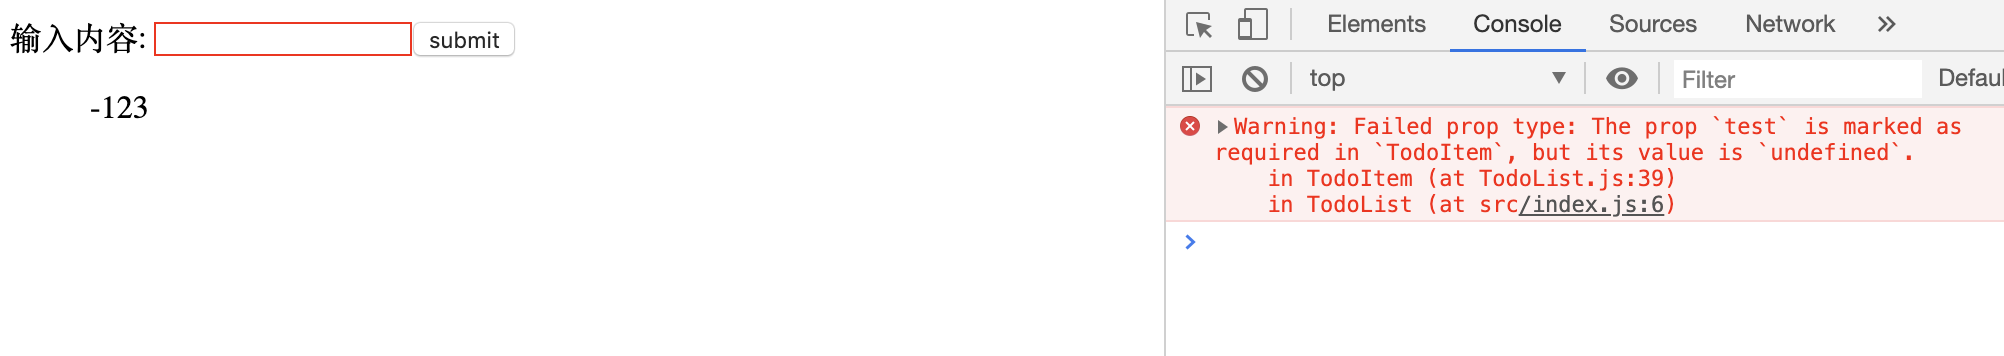 输入内容: submit
-123
Elements Console Sources Network »
top ▼ Filter Defau
Warning: Failed prop type: The prop `test` is marked as
required in `TodoItem`, but its value is `undefined`.
in TodoItem (at TodoList.js:39)
in TodoList (at src/index.js:6)